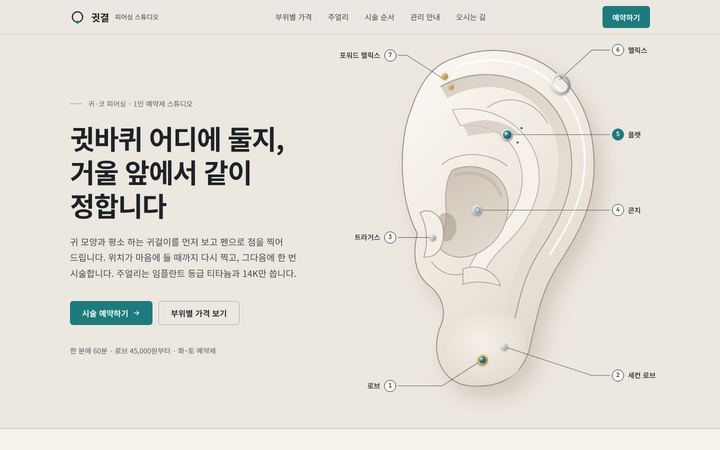 귓결 피어싱 스튜디오
부위별 가격 주얼리 시술 순서 관리 안내 오시는 길
예약하기
귀·코 피어싱 · 1인 예약제 스튜디오
귓바퀴 어디에 둘지,
거울 앞에서 같이
정합니다
귀 모양과 평소 하는 귀걸이를 먼저 보고 펜으로 점을 찍어
드립니다. 위치가 마음에 들 때까지 다시 찍고, 그다음에 한 번
시술합니다. 주얼리는 임플란트 등급 티타늄과 14K만 씁니다.
시술 예약하기 →
부위별 가격 보기
한 분에 60분 · 로브 45,000원부터 · 화–토 예약제
포워드 헬릭스 7
6 헬릭스
5 플랫
4 콘치
트라거스 3
2 세컨 로브
로브 1